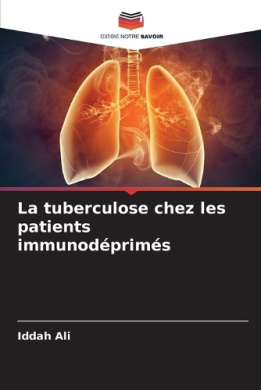 EDITIONS NOTRE SAVOIR
La tuberculose chez les
patients
immunodéprimés
Iddah Ali